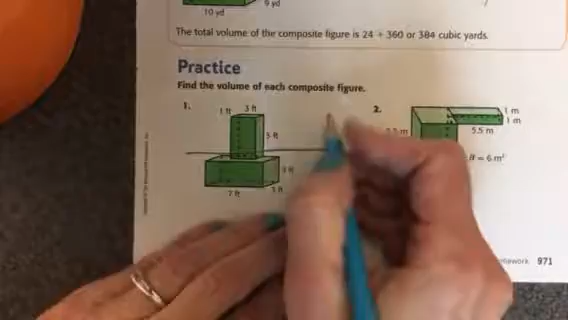 10 yd
9 yd
The total volume of the composite figure is 24 + 360 or 384 cubic yards.
Practice
Find the volume of each composite figure.
1.
1 ft 3 ft
5 ft
3 ft
7 ft
2.
1 m
1 m
5.5 m
B = 6 m²
971